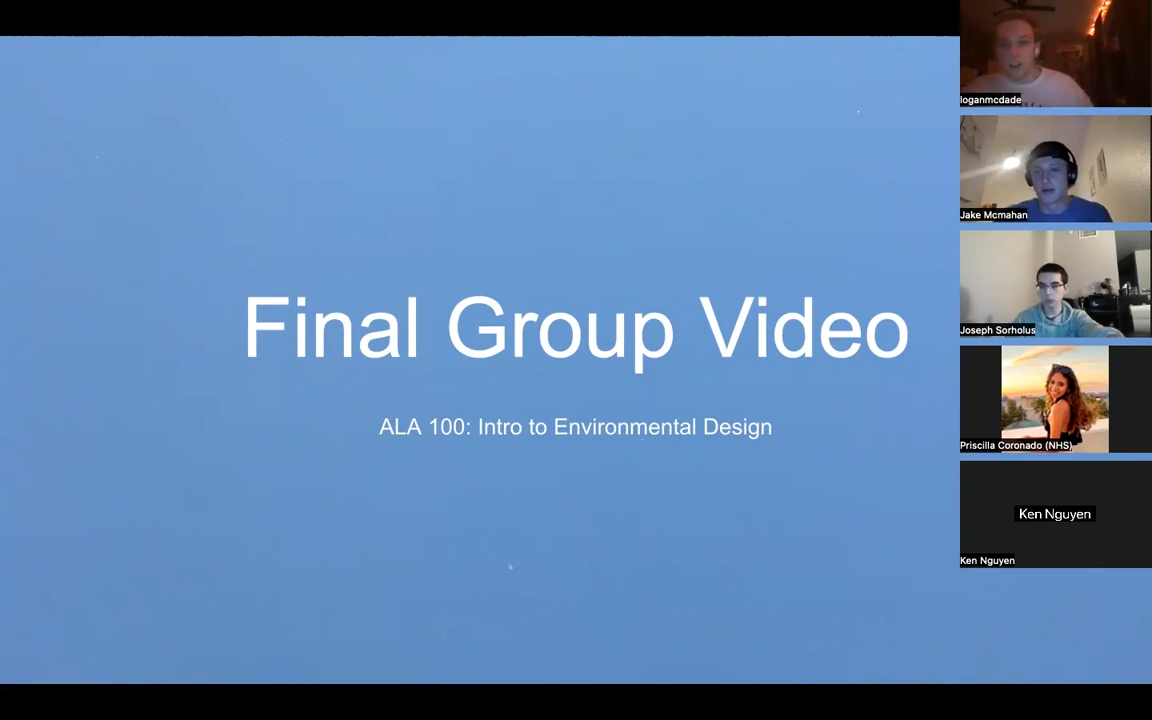 Final Group Video
ALA 100: Intro to Environmental Design
loganmcdade
Jake Mcmahan
Joseph Sorholus
Priscilla Coronado (NHS)
Ken Nguyen
Ken Nguyen